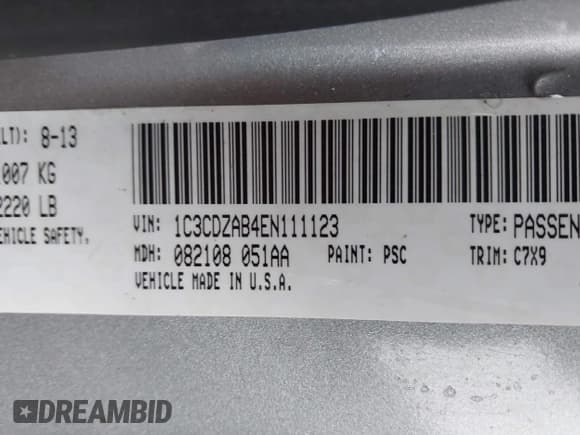 LT): 8-13
1007 KG
2220 LB
EHICLE SAFETY.
VIN: 1C3CDZAB4EN111123 TYPE: PASSEN
MDH: 082108 051AA PAINT: PSC TRIM: C7X9
VEHICLE MADE IN U.S.A.
DREAMBID